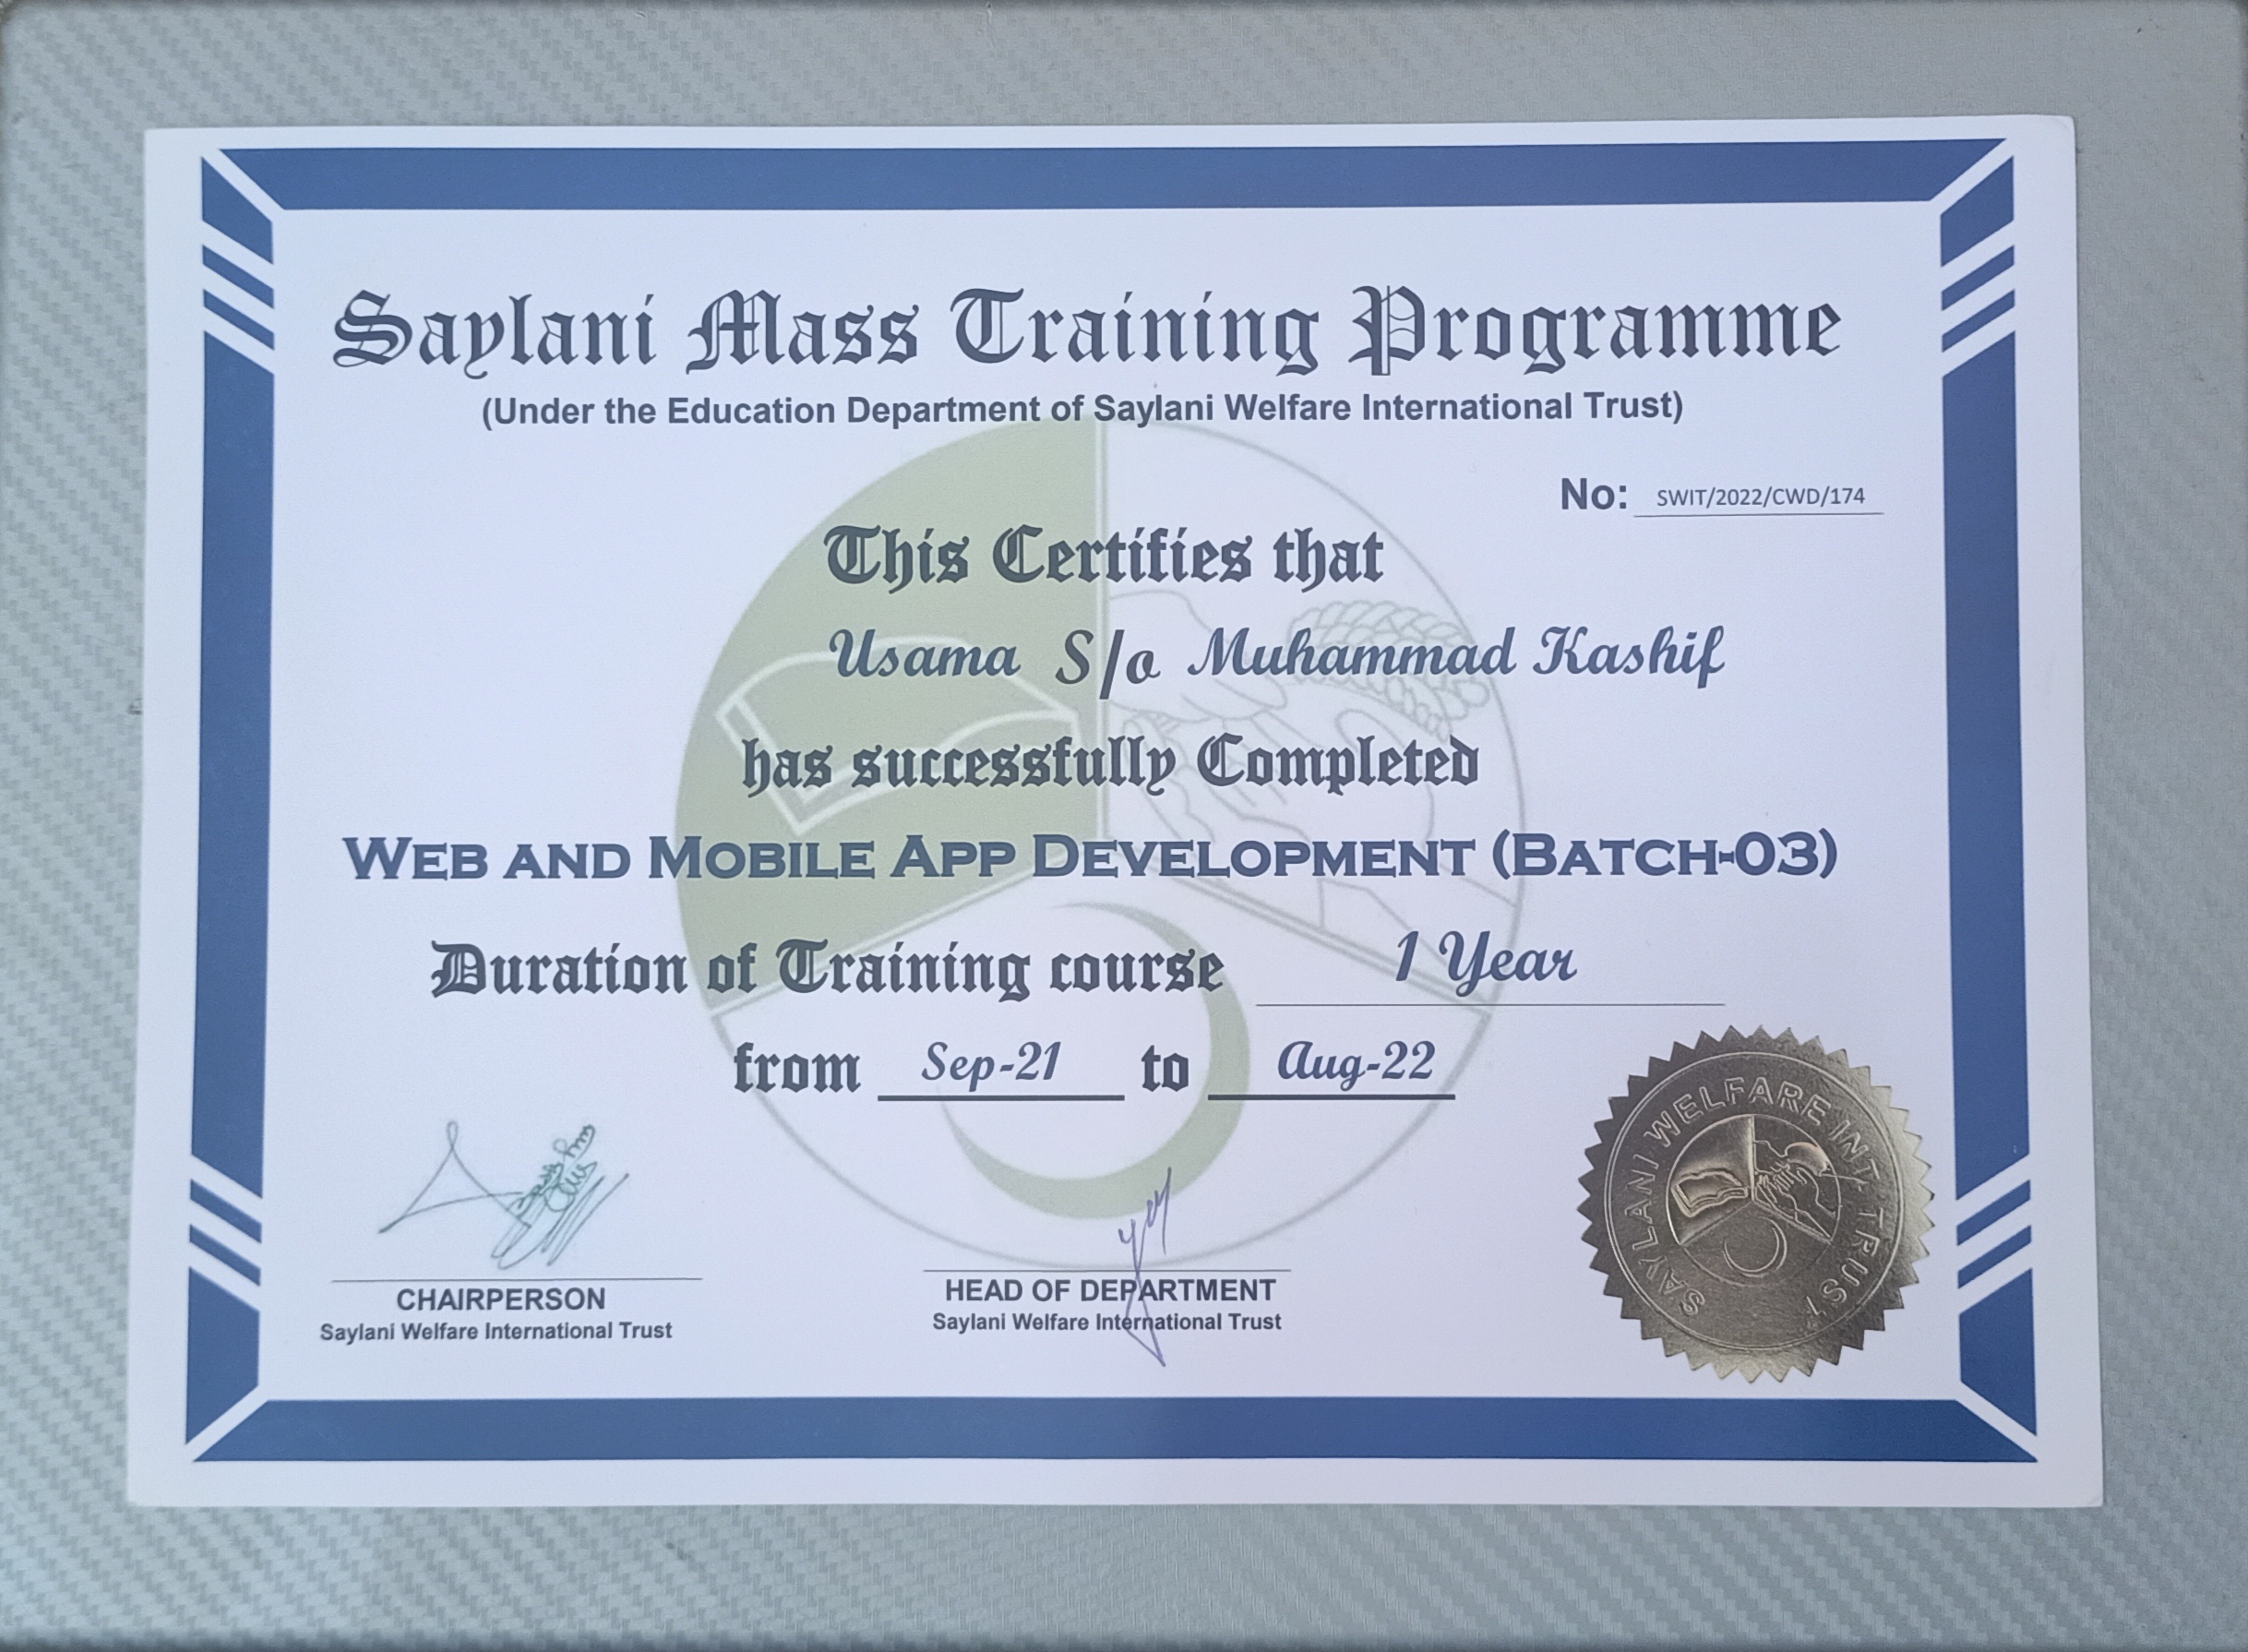 Saylani Mass Training Programme
(Under the Education Department of Saylani Welfare International Trust)
No: SWIT/2022/CWD/174
This Certifies that
Usama S/o Muhammad Kashif
has successfully Completed
WEB AND MOBILE APP DEVELOPMENT (BATCH-03)
Duration of Training course 1 Year
from Sep-21 to Aug-22
CHAIRPERSON
Saylani Welfare International Trust
HEAD OF DEPARTMENT
Saylani Welfare International Trust
SAYLANI WELFARE INT. TRUST